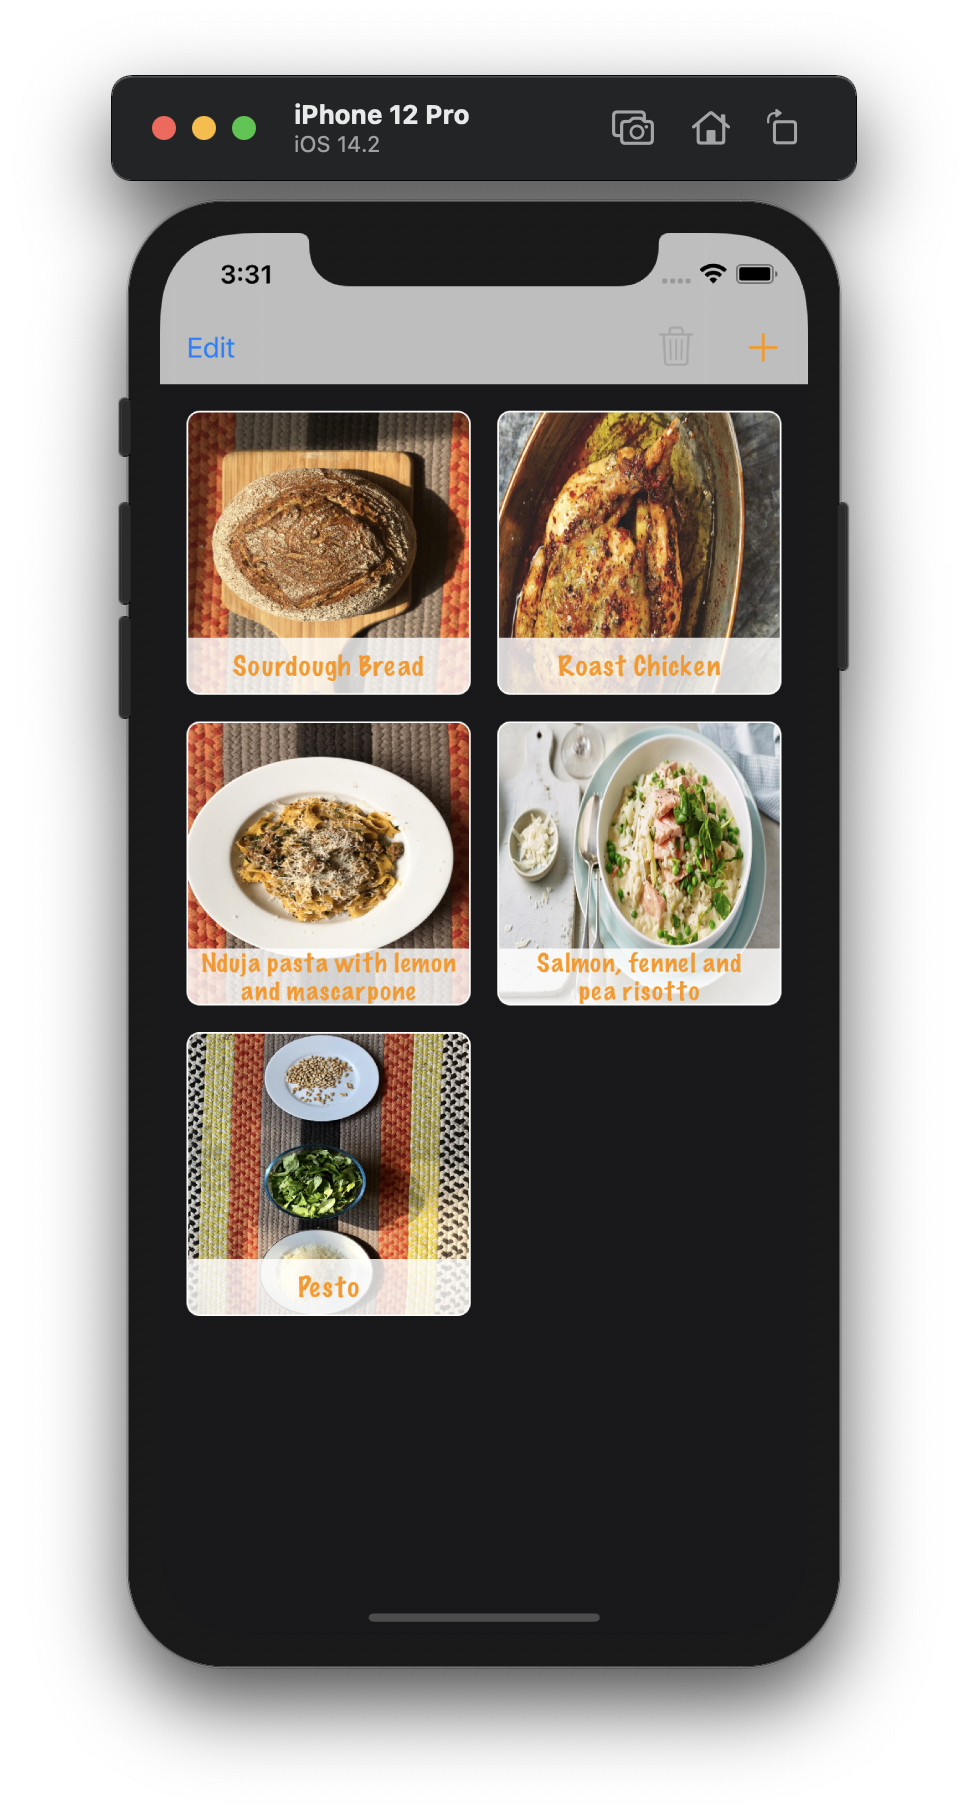 iPhone 12 Pro
iOS 14.2
3:31
Edit
Sourdough Bread
Roast Chicken
Nduja pasta with lemon
and mascarpone
Salmon, fennel and
pea risotto
Pesto